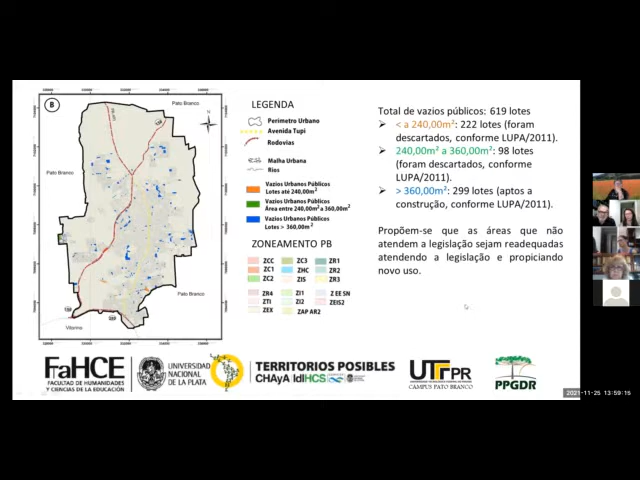 B
Pato Branco
Pato Branco
Pato Branco
Vitorino
LEGENDA
Perímetro Urbano
Avenida Tupi
Rodovias
Malha Urbana
Rios
Vazios Urbanos Públicos
Lotes até 240,00m²
Vazios Urbanos Públicos
Área entre 240,00m² a 360,00m²
Vazios Urbanos Públicos
Lotes > 360,00m²
ZONEAMENTO PB
ZCC
ZC3
ZR1
ZC1
ZHC
ZR2
ZC2
ZIS
ZR3
ZR4
ZI1
Z EE SN
ZTI
ZI2
ZEIS2
ZEX
ZAP AR2
Total de vazios públicos: 619 lotes
< a 240,00m²: 222 lotes (foram
descartados, conforme LUPA/2011).
240,00m² a 360,00m²: 98 lotes
(foram descartados, conforme
LUPA/2011).
> 360,00m²: 299 lotes (aptos a
construção, conforme LUPA/2011).
Propõem-se que as áreas que não
atendem a legislação sejam readequadas
atendendo a legislação e propiciando
novo uso.
FaHCE
FACULTAD DE HUMANIDADES
Y CIENCIAS DE LA EDUCACIÓN
UNIVERSIDAD
NACIONAL
DE LA PLATA
TERRITORIOS POSIBLES
CHAyA IdIHCS
UTFPR
CAMPUS PATO BRANCO
PPGDR
2021-11-25 13:59:15